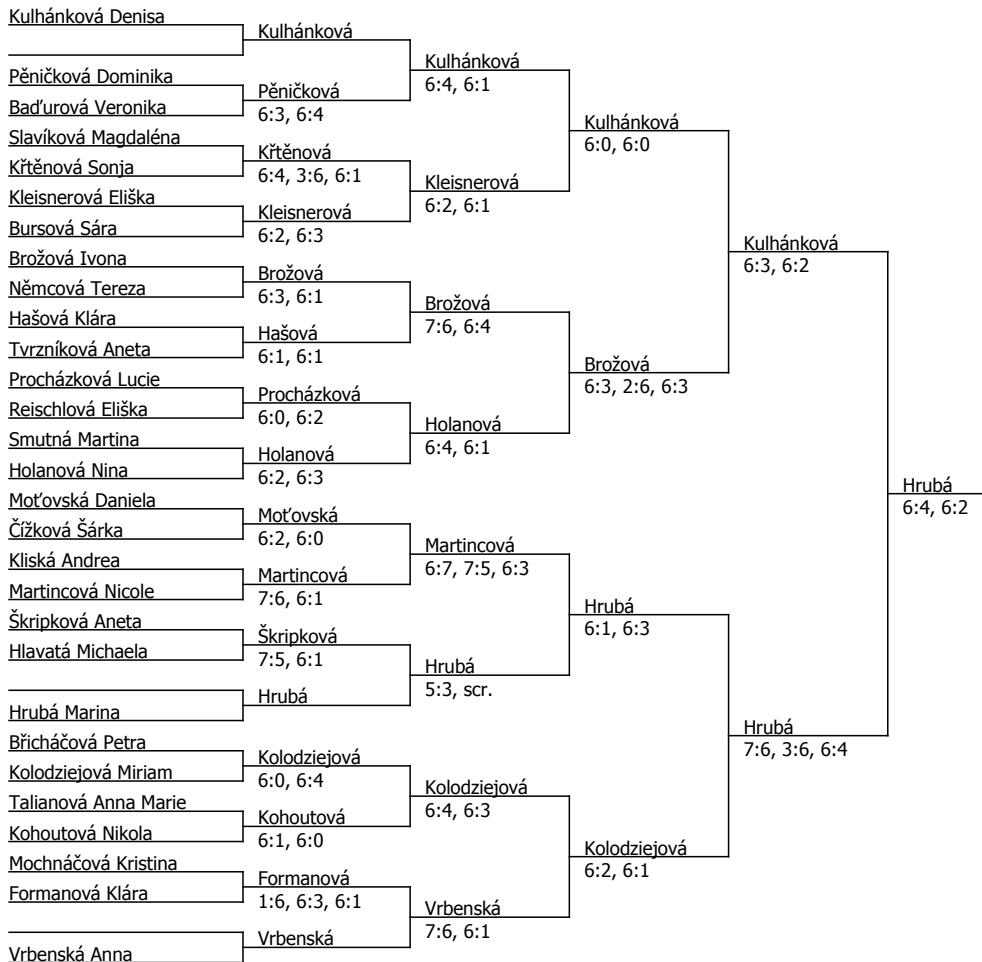 Kulhánková Denisa
Pěničková Dominika
Baďurová Veronika
Slavíková Magdaléna
Křtěnová Sonja
Kleisnerová Eliška
Bursová Sára
Brožová Ivona
Němcová Tereza
Hašová Klára
Tvrzníková Aneta
Procházková Lucie
Reischlová Eliška
Smutná Martina
Holanová Nina
Moťovská Daniela
Čížková Šárka
Kliská Andrea
Martincová Nicole
Škripková Aneta
Hlavatá Michaela
Hrubá Marina
Břicháčová Petra
Kolodziejová Miriam
Talianová Anna Marie
Kohoutová Nikola
Mochnáčová Kristina
Formanová Klára
Vrbenská Anna
Kulhánková
Pěničková
6:3, 6:4
Křtěnová
6:4, 3:6, 6:1
Kleisnerová
6:2, 6:3
Brožová
6:3, 6:1
Hašová
6:1, 6:1
Procházková
6:0, 6:2
Holanová
6:2, 6:3
Moťovská
6:2, 6:0
Martincová
7:6, 6:1
Škripková
7:5, 6:1
Hrubá
Kolodziejová
6:0, 6:4
Kohoutová
6:1, 6:0
Formanová
1:6, 6:3, 6:1
Vrbenská
Kulhánková
6:4, 6:1
Kleisnerová
6:2, 6:1
Brožová
7:6, 6:4
Holanová
6:4, 6:1
Martincová
6:7, 7:5, 6:3
Hrubá
5:3, scr.
Kolodziejová
6:4, 6:3
Vrbenská
7:6, 6:1
Kulhánková
6:0, 6:0
Brožová
6:3, 2:6, 6:3
Hrubá
6:1, 6:3
Kolodziejová
6:2, 6:1
Kulhánková
6:3, 6:2
Hrubá
7:6, 3:6, 6:4
Hrubá
6:4, 6:2